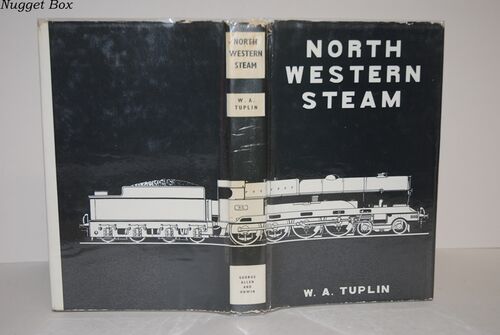 Nugget Box
NORTH
WESTERN
STEAM
W. A.
TUPLIN
GEORGE
ALLEN
AND
UNWIN
NORTH
WESTERN
STEAM
W. A. TUPLIN